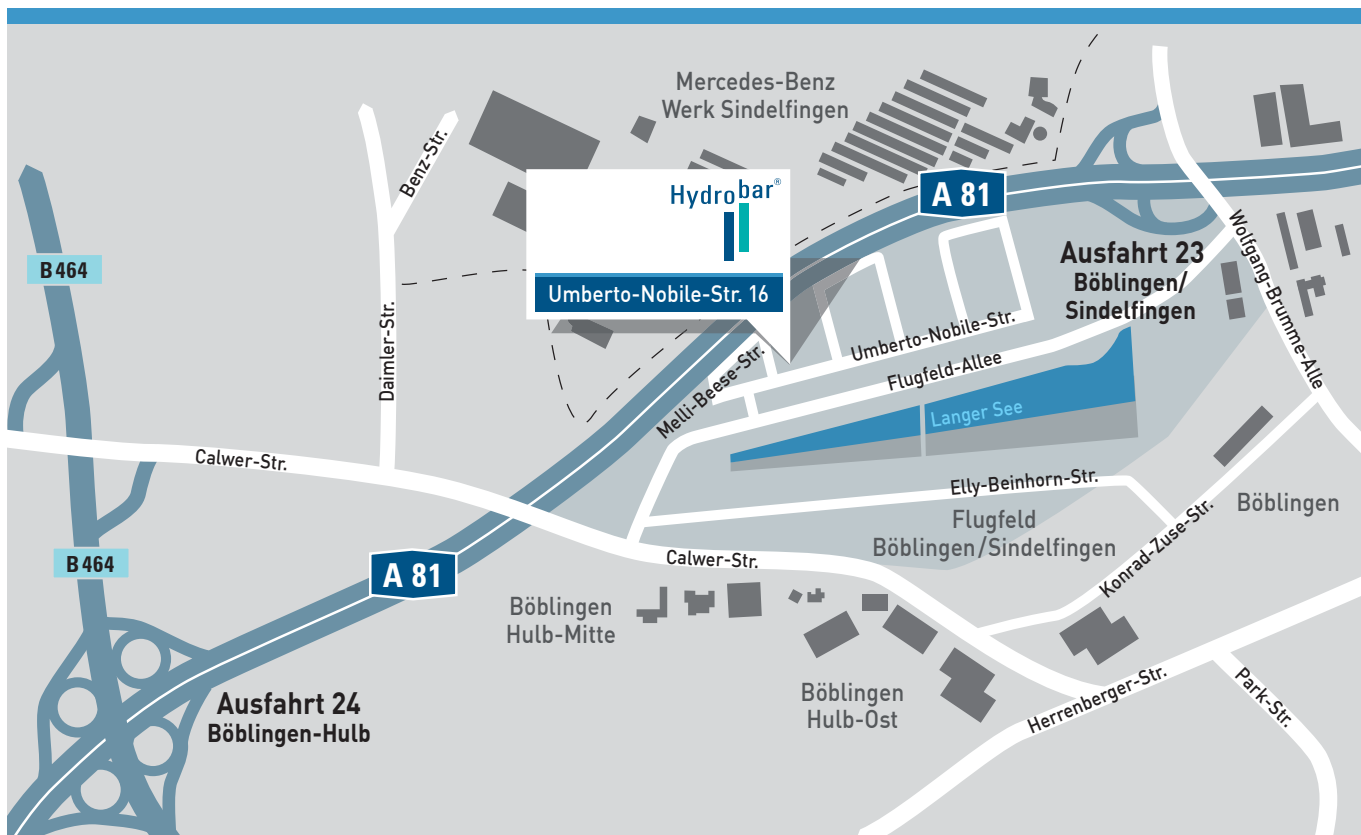 Mercedes-Benz
Werk Sindelfingen
Benz-Str.
Hydrobar®
A 81
Umberto-Nobile-Str. 16
B 464
Ausfahrt 23
Böblingen/
Sindelfingen
Wolfgang-Brumme-Alle
Daimler-Str.
Umberto-Nobile-Str.
Flugfeld-Allee
Melli-Beese-Str.
Langer See
Calwer-Str.
Elly-Beinhorn-Str.
Böblingen
Flugfeld
Böblingen/Sindelfingen
Konrad-Zuse-Str.
B 464
A 81
Calwer-Str.
Böblingen
Hulb-Mitte
Böblingen
Hulb-Ost
Herrenberger-Str.
Park-Str.
Ausfahrt 24
Böblingen-Hulb